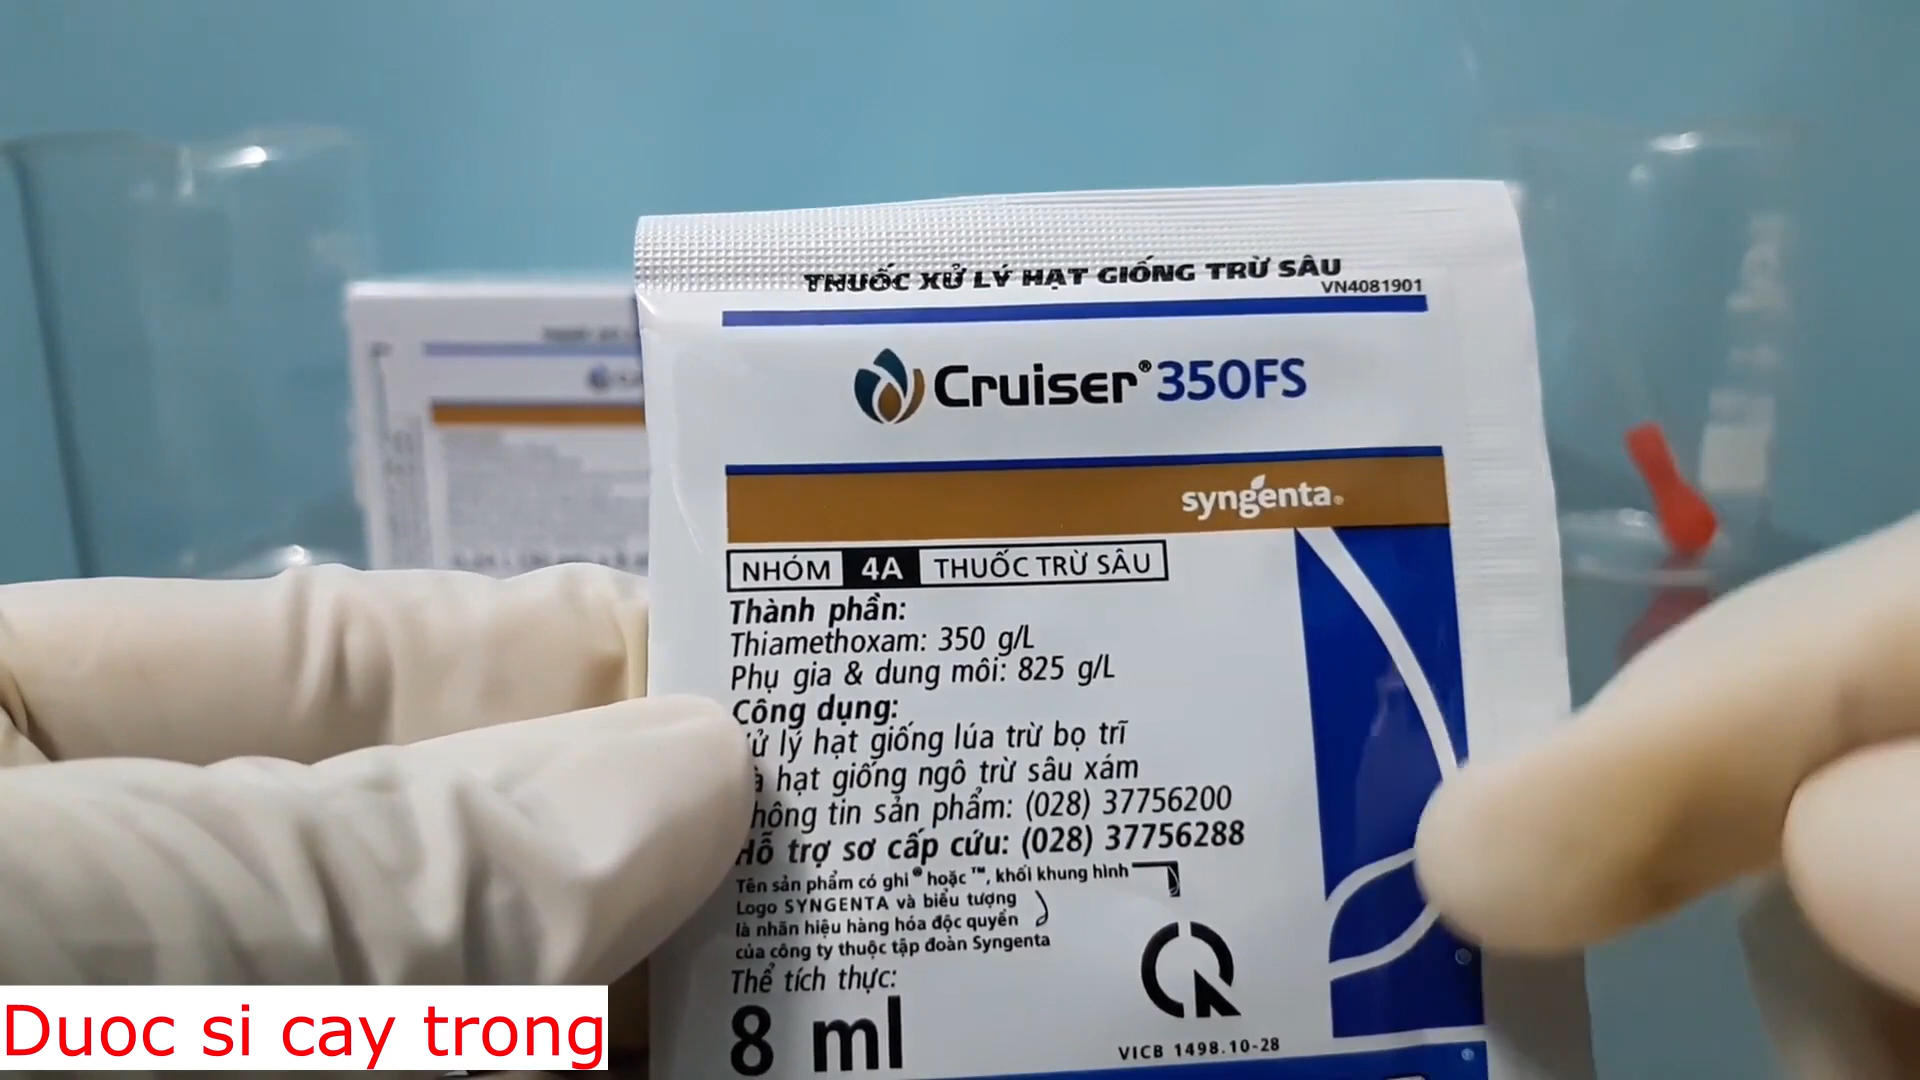 THUỐC XỬ LÝ HẠT GIỐNG TRỪ SÂU
VN4081901
Cruiser® 350FS
syngenta®
NHÓM 4A THUỐC TRỪ SÂU
Thành phần:
Thiamethoxam: 350 g/L
Phụ gia & dung môi: 825 g/L
Công dụng:
lý hạt giống lúa trừ bọ trĩ
hạt giống ngô trừ sâu xám
tin sản phẩm: (028) 37756200
Hỗ trợ sơ cấp cứu: (028) 37756288
Tên sản phẩm có ghi ® hoặc ™, khối khung hình
Logo SYNGENTA và biểu tượng
là nhãn hiệu hàng hóa độc quyền
của công ty thuộc tập đoàn Syngenta
Thể tích thực:
8 ml
VICB 1498.10-28
Duoc si cay trong